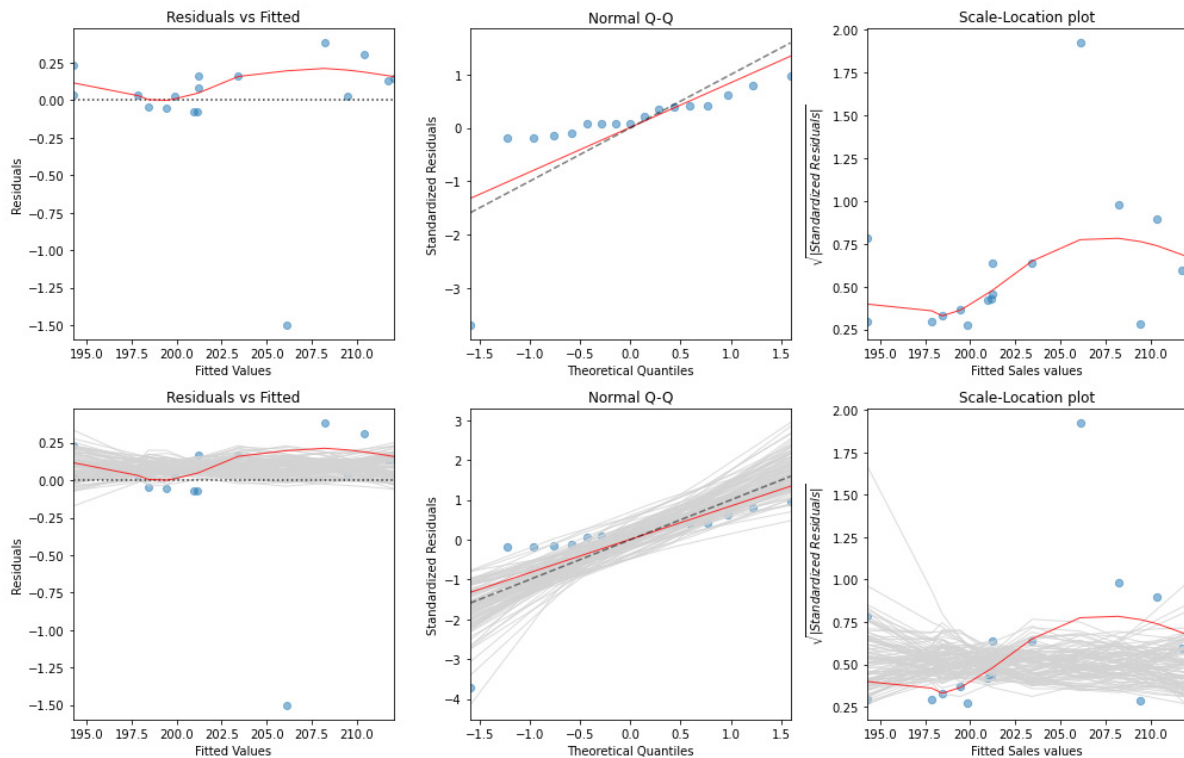 Residuals vs Fitted
Normal Q-Q
Scale-Location plot
Residuals
0.25
0.00
−0.25
−0.50
−0.75
−1.00
−1.25
−1.50
195.0 197.5 200.0 202.5 205.0 207.5 210.0
Fitted Values
Standardized Residuals
1
0
−1
−2
−3
−1.5 −1.0 −0.5 0.0 0.5 1.0 1.5
Theoretical Quantiles
√|Standardized Residuals|
2.00
1.75
1.50
1.25
1.00
0.75
0.50
0.25
195.0 197.5 200.0 202.5 205.0 207.5 210.0
Fitted Sales values
Residuals vs Fitted
Normal Q-Q
Scale-Location plot
Residuals
0.25
0.00
−0.25
−0.50
−0.75
−1.00
−1.25
−1.50
195.0 197.5 200.0 202.5 205.0 207.5 210.0
Fitted Values
Standardized Residuals
3
2
1
0
−1
−2
−3
−4
−1.5 −1.0 −0.5 0.0 0.5 1.0 1.5
Theoretical Quantiles
√|Standardized Residuals|
2.00
1.75
1.50
1.25
1.00
0.75
0.50
0.25
195.0 197.5 200.0 202.5 205.0 207.5 210.0
Fitted Sales values